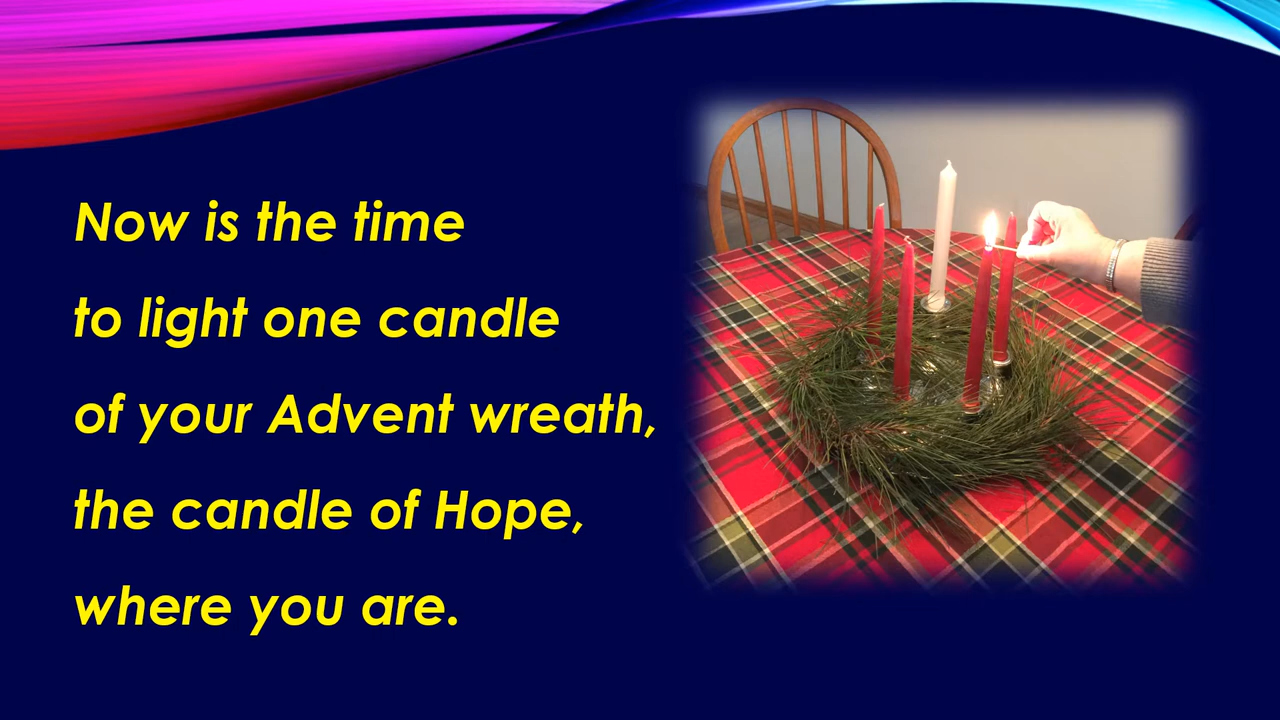 Now is the time
to light one candle
of your Advent wreath,
the candle of Hope,
where you are.